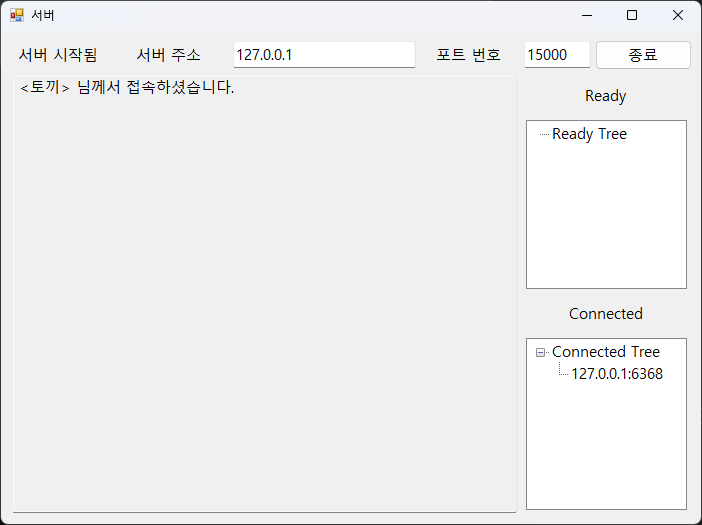 서버
서버 시작됨 서버 주소 127.0.0.1 포트 번호 15000 종료
<토끼> 님께서 접속하셨습니다.
Ready
Ready Tree
Connected
Connected Tree
127.0.0.1:6368